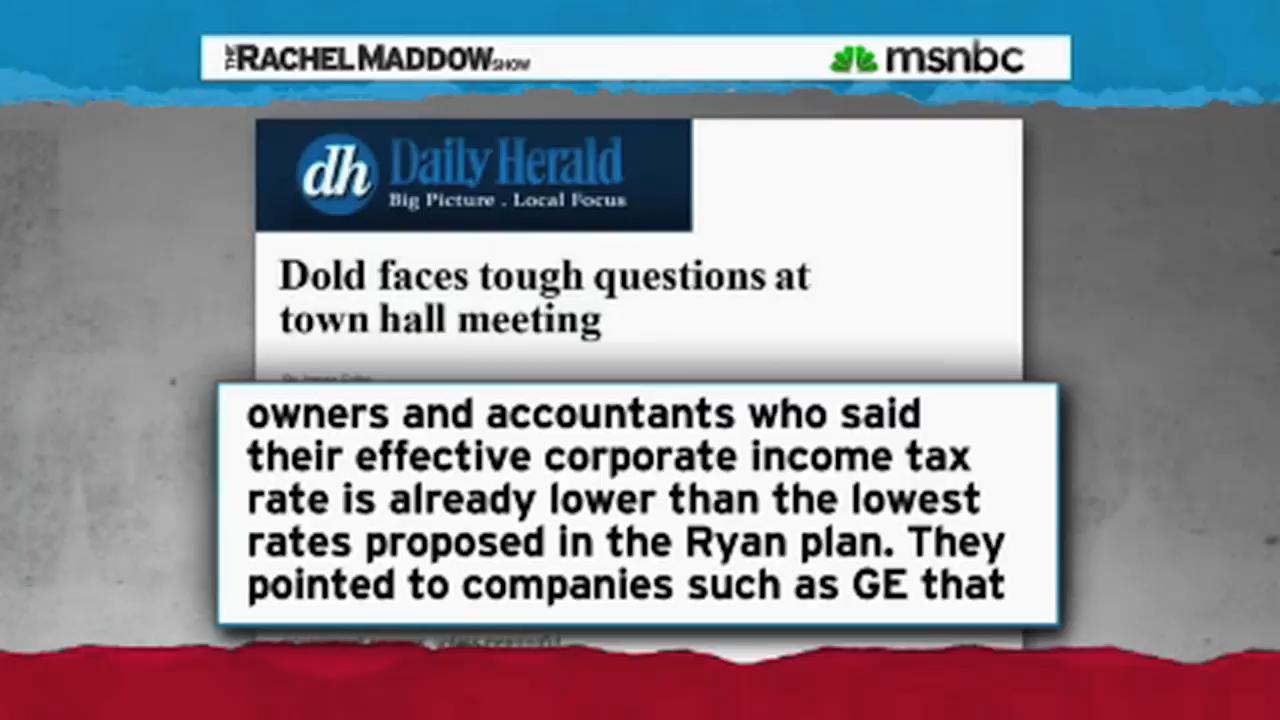 THE RACHEL MADDOW SHOW
msnbc
dh Daily Herald
Big Picture . Local Focus
Dold faces tough questions at
town hall meeting
owners and accountants who said
their effective corporate income tax
rate is already lower than the lowest
rates proposed in the Ryan plan. They
pointed to companies such as GE that